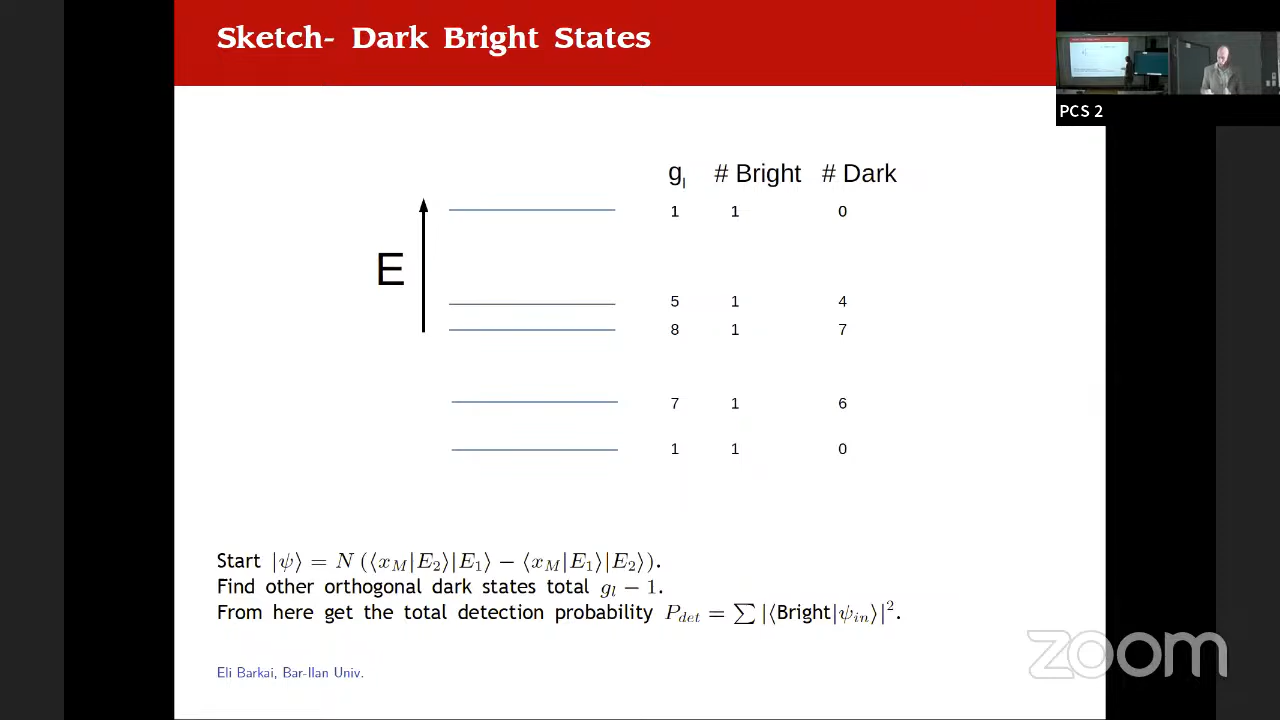 Sketch- Dark Bright States
PCS 2
g_l # Bright # Dark
1 1 0
E
5 1 4
8 1 7
7 1 6
1 1 0
Start |ψ⟩ = N (⟨x_M|E_2⟩|E_1⟩ − ⟨x_M|E_1⟩|E_2⟩).
Find other orthogonal dark states total g_l − 1.
From here get the total detection probability P_det = ∑ |⟨Bright|ψ_in⟩|².
zoom
Eli Barkai, Bar-Ilan Univ.